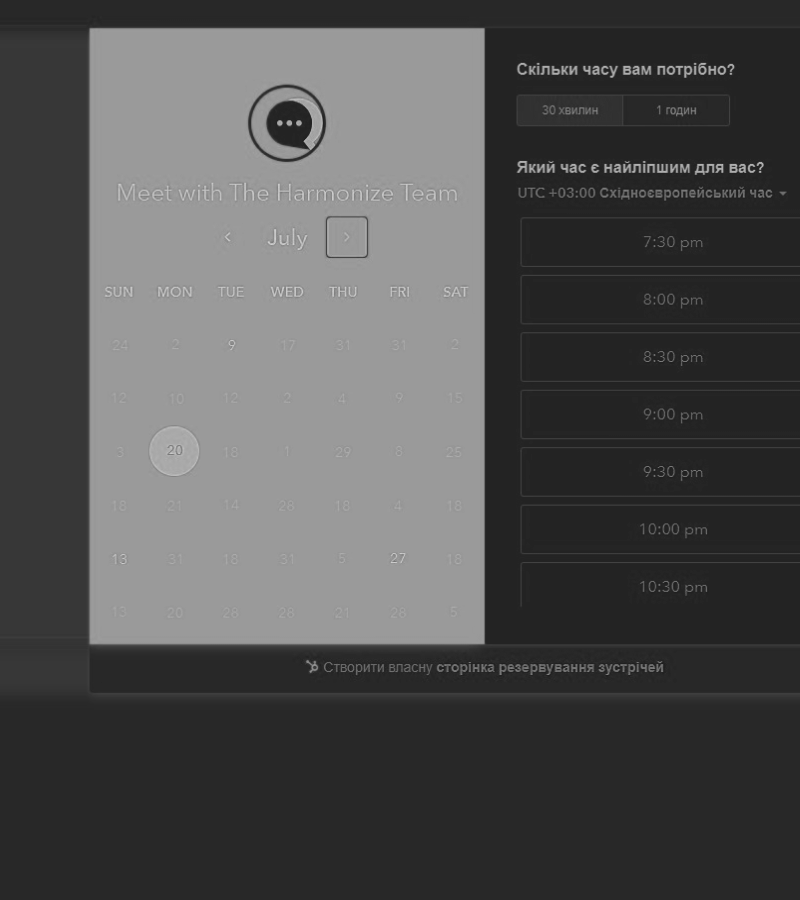 Meet with The Harmonize Team
July
SUN MON TUE WED THU FRI SAT
24 2 9 17 31 31 2
12 10 12 2 4 9 15
3 20 18 1 29 8 25
18 21 14 28 18 4 18
13 31 18 31 5 27 18
13 20 28 28 21 28 5
Скільки часу вам потрібно?
30 хвилин 1 годин
Який час є найліпшим для вас?
UTC +03:00 Східноєвропейський час
7:30 pm
8:00 pm
8:30 pm
9:00 pm
9:30 pm
10:00 pm
10:30 pm
Створити власну сторінка резервування зустрічей